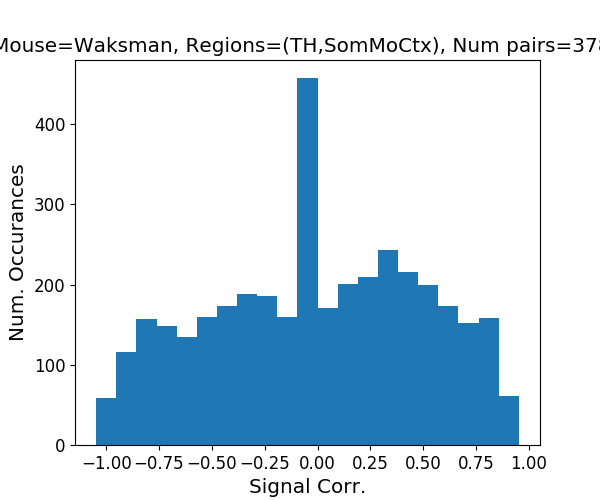 Mouse=Waksman, Regions=(TH,SomMoCtx), Num pairs=378
Num. Occurances
400
300
200
100
0
−1.00 −0.75 −0.50 −0.25 0.00 0.25 0.50 0.75 1.00
Signal Corr.